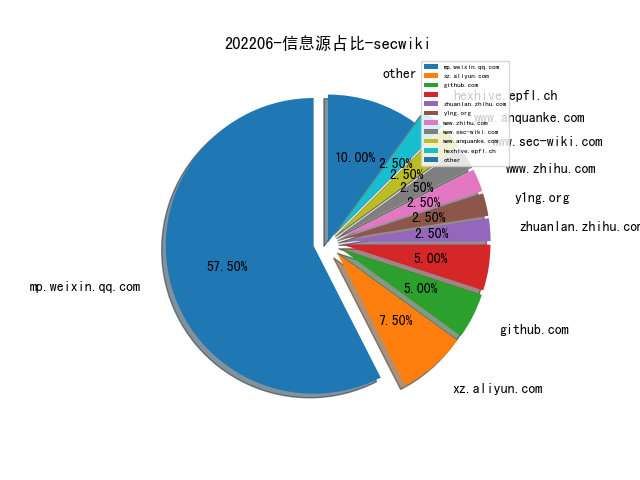 202206-信息源占比-secwiki
other
mp.weixin.qq.com
xz.aliyun.com
github.com
zhuanlan.zhihu.com
y1ng.org
www.zhihu.com
www.sec-wiki.com
www.anquanke.com
hexhive.epfl.ch
other
hexhive.epfl.ch
www.anquanke.com
www.sec-wiki.com
www.zhihu.com
y1ng.org
zhuanlan.zhihu.com
github.com
xz.aliyun.com
mp.weixin.qq.com
10.00%
2.50%
2.50%
2.50%
2.50%
2.50%
2.50%
5.00%
5.00%
7.50%
57.50%